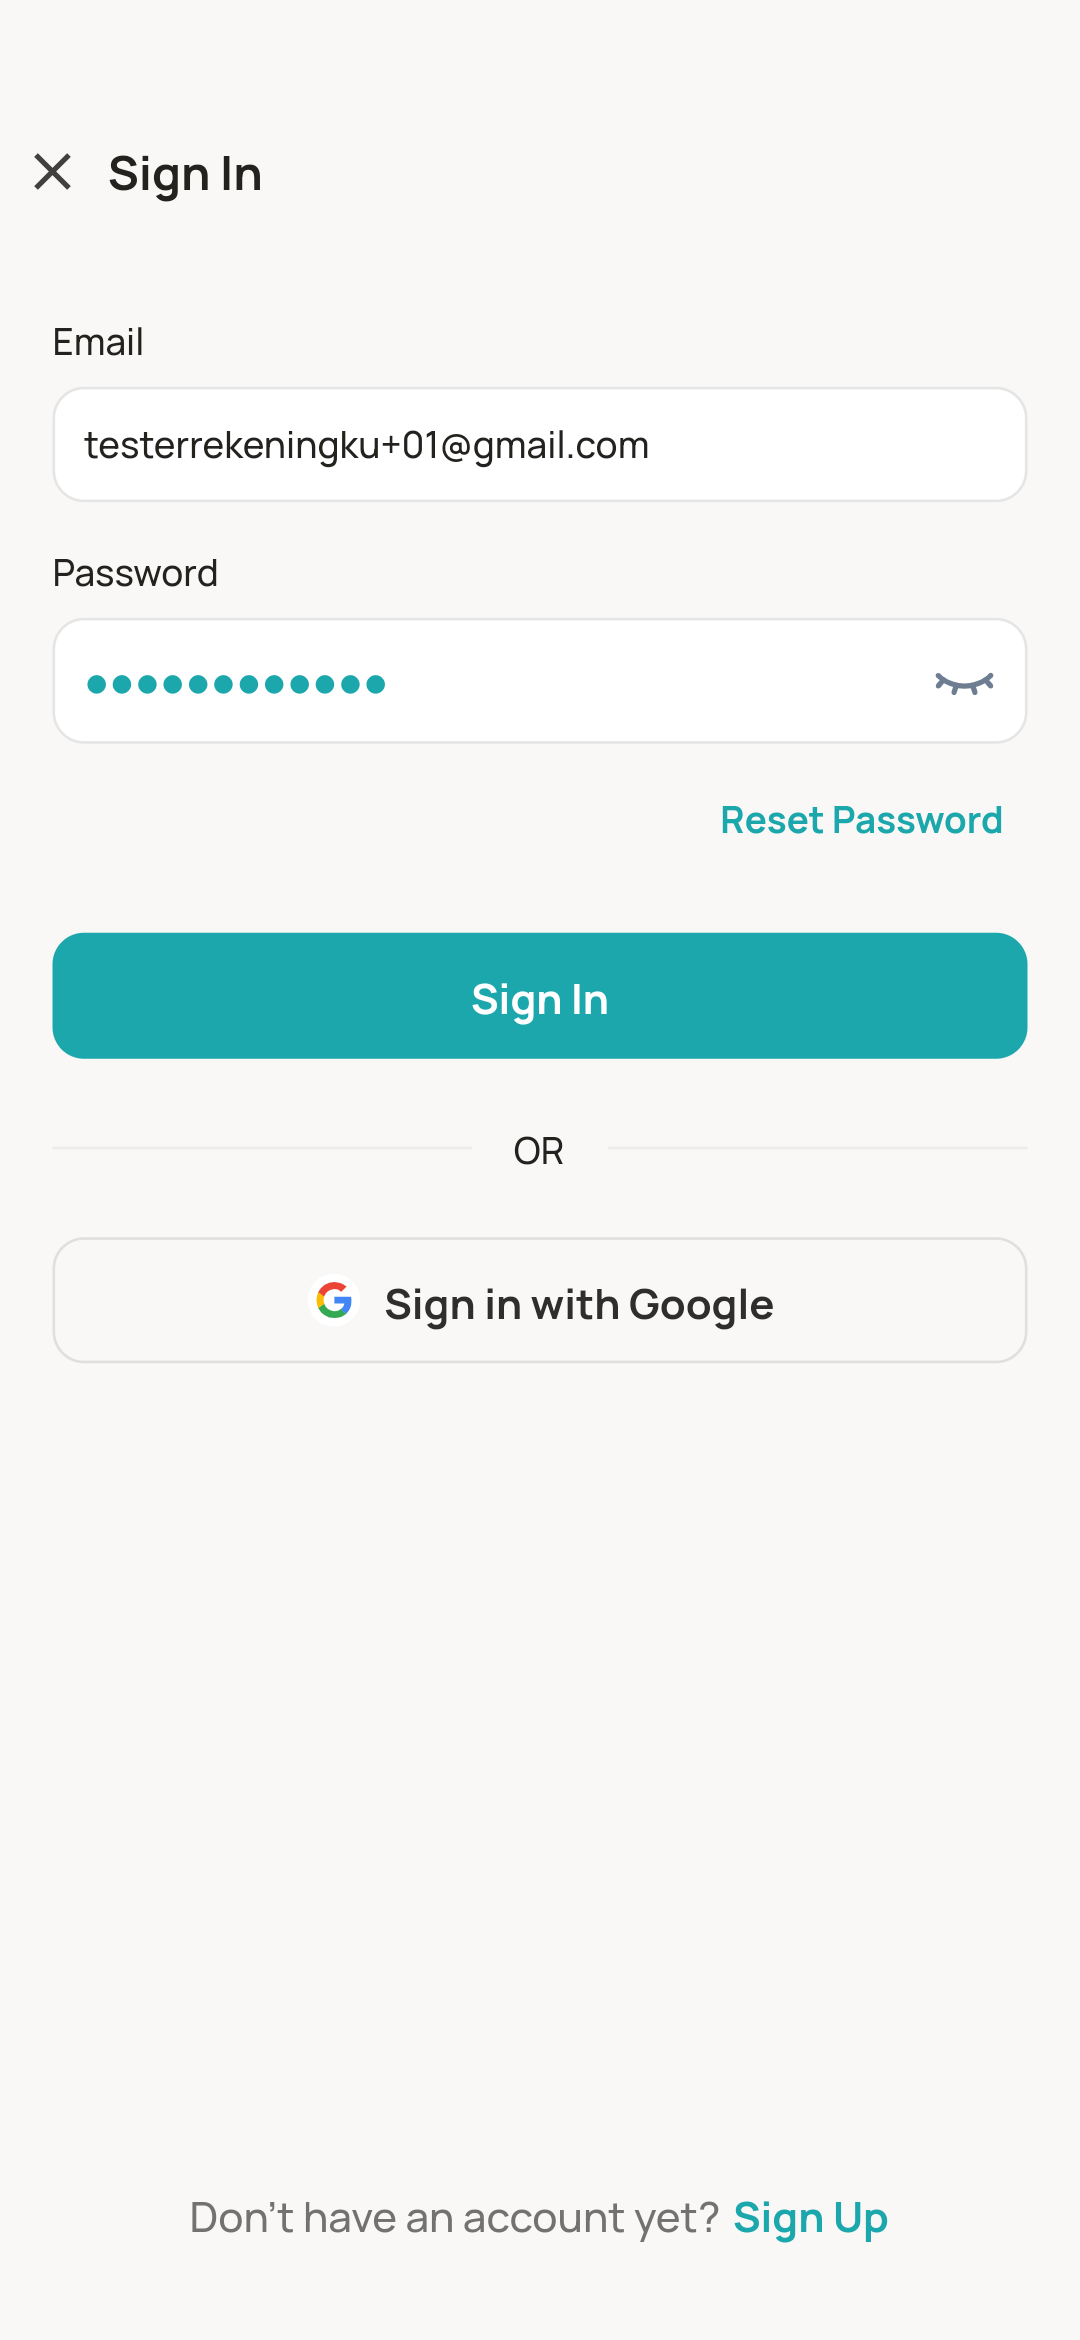 Sign In
Email
testerrekeningku+01@gmail.com
Password
Reset Password
Sign In
OR
Sign in with Google
Don’t have an account yet? Sign Up